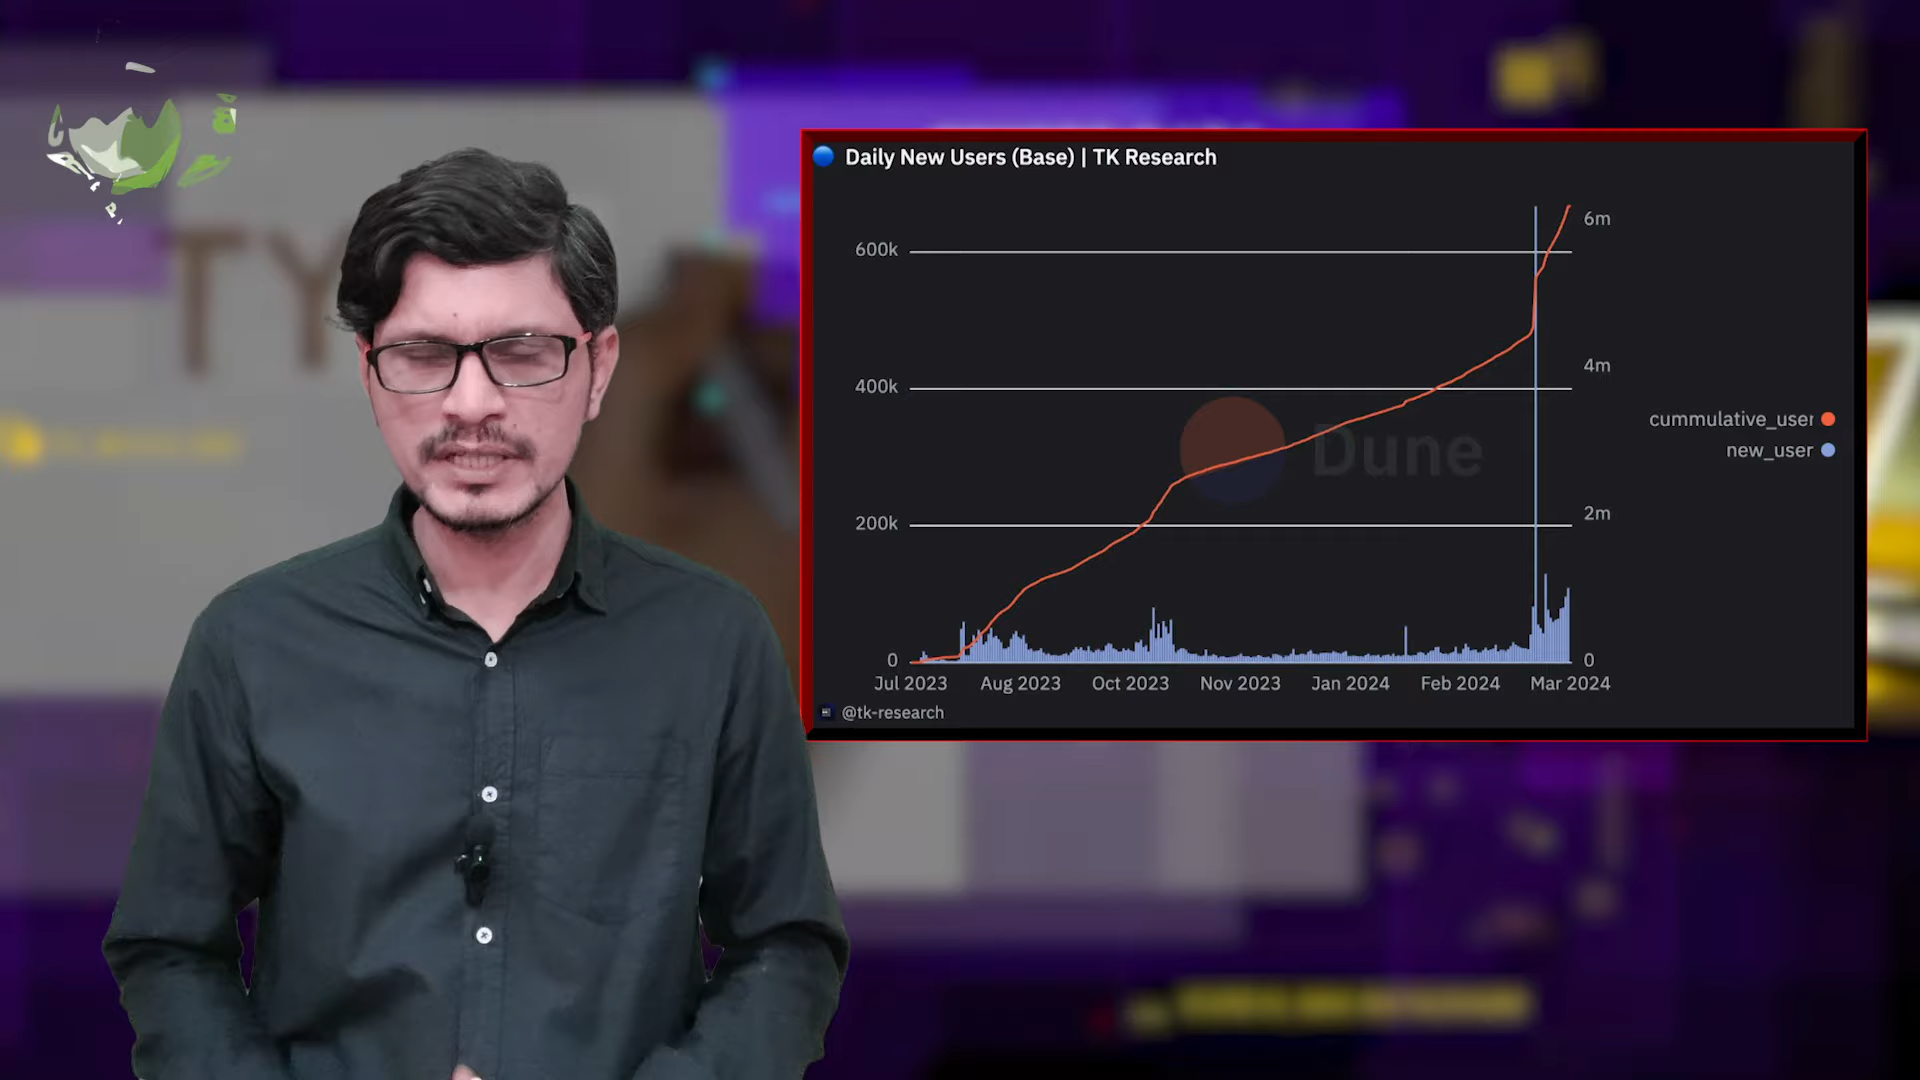 TY
Daily New Users (Base) | TK Research
600k
400k
200k
0
6m
4m
2m
0
Dune
cummulative_user
new_user
Jul 2023
Aug 2023
Oct 2023
Nov 2023
Jan 2024
Feb 2024
Mar 2024
@tk-research